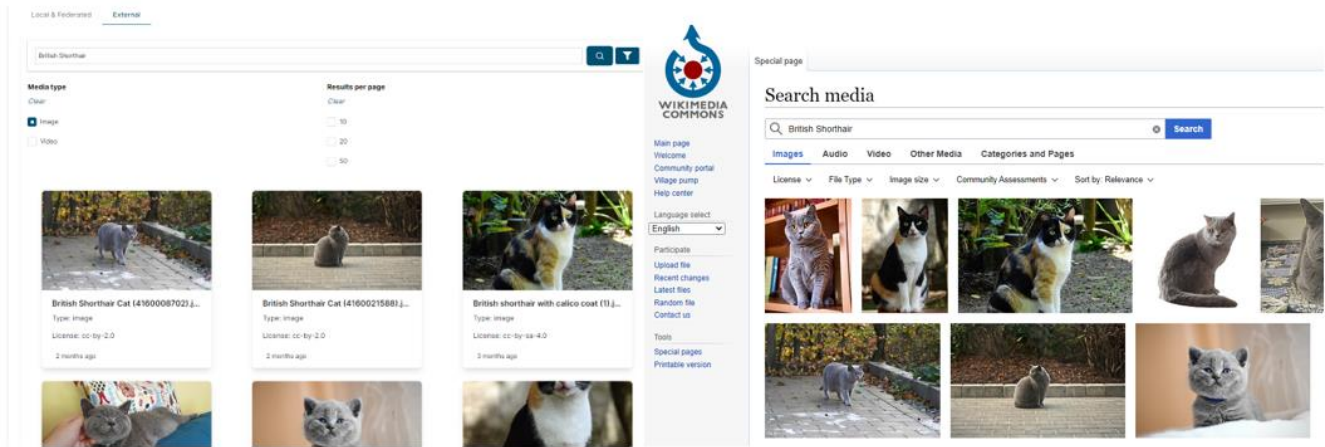 Local & Federated External
British Shorthair
Media type
Clear
Image
Video
Results per page
Clear
10
20
50
British Shorthair Cat (4160008702).j...
Type: image
License: cc-by-2.0
2 months ago
British Shorthair Cat (4160021588).j...
Type: image
License: cc-by-2.0
2 months ago
British shorthair with calico coat (1).j...
Type: image
License: cc-by-sa-4.0
3 months ago
WIKIMEDIA
COMMONS
Main page
Welcome
Community portal
Village pump
Help center
Language select
English
Participate
Upload file
Recent changes
Latest files
Random file
Contact us
Tools
Special pages
Printable version
Special page
Search media
British Shorthair
Search
Images Audio Video Other Media Categories and Pages
License File Type Image size Community Assessments Sort by: Relevance